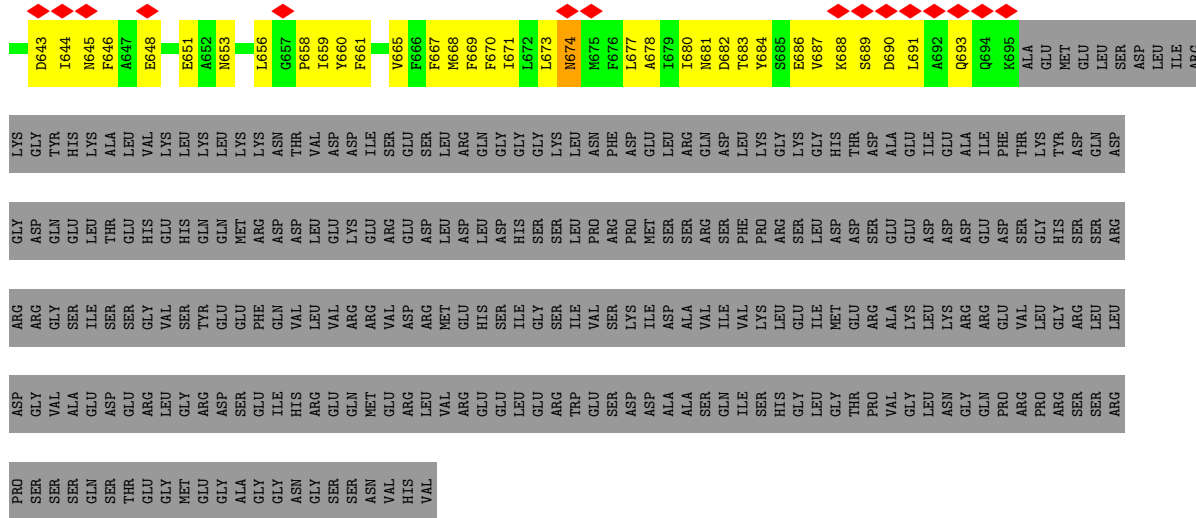 D643 I644 N645 F646 A647 E648 E651 A652 N653 L656 G657 P658 I659 Y660 F661 V665 F666 F667 M668 F669 F670 I671 L672 L673 N674 M675 F676 L677 A678 I679 I680 N681 D682 T683 Y684 S685 E686 V687 K688 S689 D690 L691 A692 Q693 Q694 K695 ALA GLU MET GLU LEU SER ASP LEU ILE ARG
LYS GLY TYR HIS LYS ALA LEU VAL LYS LEU LYS LEU LYS LYS ASN THR VAL ASP ASP ILE SER GLU SER LEU ARG GLN GLY GLY GLY LYS LEU ASN PHE ASP GLU LEU ARG GLN ASP LEU LYS GLY LYS GLY HIS THR ASP ALA GLU ILE GLU ALA ILE PHE THR LYS TYR ASP GLN ASP
GLY ASP GLN GLU LEU THR GLU HIS GLU HIS GLN GLN MET ARG ASP ASP LEU GLU LYS GLU ARG GLU ASP LEU ASP LEU ASP HIS SER SER LEU PRO ARG PRO MET SER SER ARG SER PHE PRO ARG SER LEU ASP ASP SER GLU GLU ASP ASP ASP GLU ASP SER GLY HIS SER SER ARG
ARG ARG GLY SER ILE SER SER GLY VAL SER TYR GLU GLU PHE GLN VAL LEU VAL ARG ARG VAL ASP ARG MET GLU HIS SER ILE GLY SER ILE VAL SER LYS ILE ASP ALA VAL ILE VAL LYS LEU GLU ILE MET GLU ARG ALA LYS LEU LYS ARG ARG GLU VAL LEU GLY ARG LEU LEU
ASP GLY VAL ALA GLU ASP GLU ARG LEU GLY ARG ASP SER GLU ILE HIS ARG GLU GLN MET GLU ARG LEU VAL ARG GLU GLU LEU GLU ARG TRP GLU SER ASP ASP ALA ALA SER GLN ILE SER HIS GLY LEU GLY THR PRO VAL GLY LEU ASN GLY GLN PRO ARG PRO ARG SER SER ARG
PRO SER SER SER GLN SER THR GLU GLY MET GLU GLY ALA GLY GLY ASN GLY SER SER ASN VAL HIS VAL